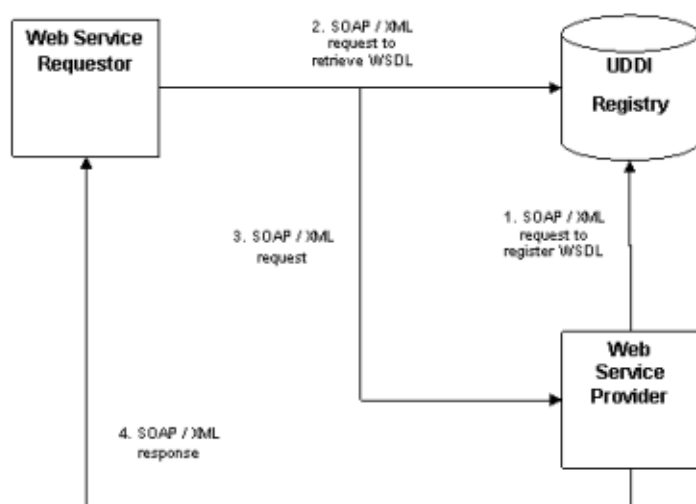 Web Service
Requestor
2. SOAP / XML
request to
retrieve WSDL
UDDI
Registry
3. SOAP / XML
request
1. SOAP / XML
request to
register WSDL
Web
Service
Provider
4. SOAP / XML
response